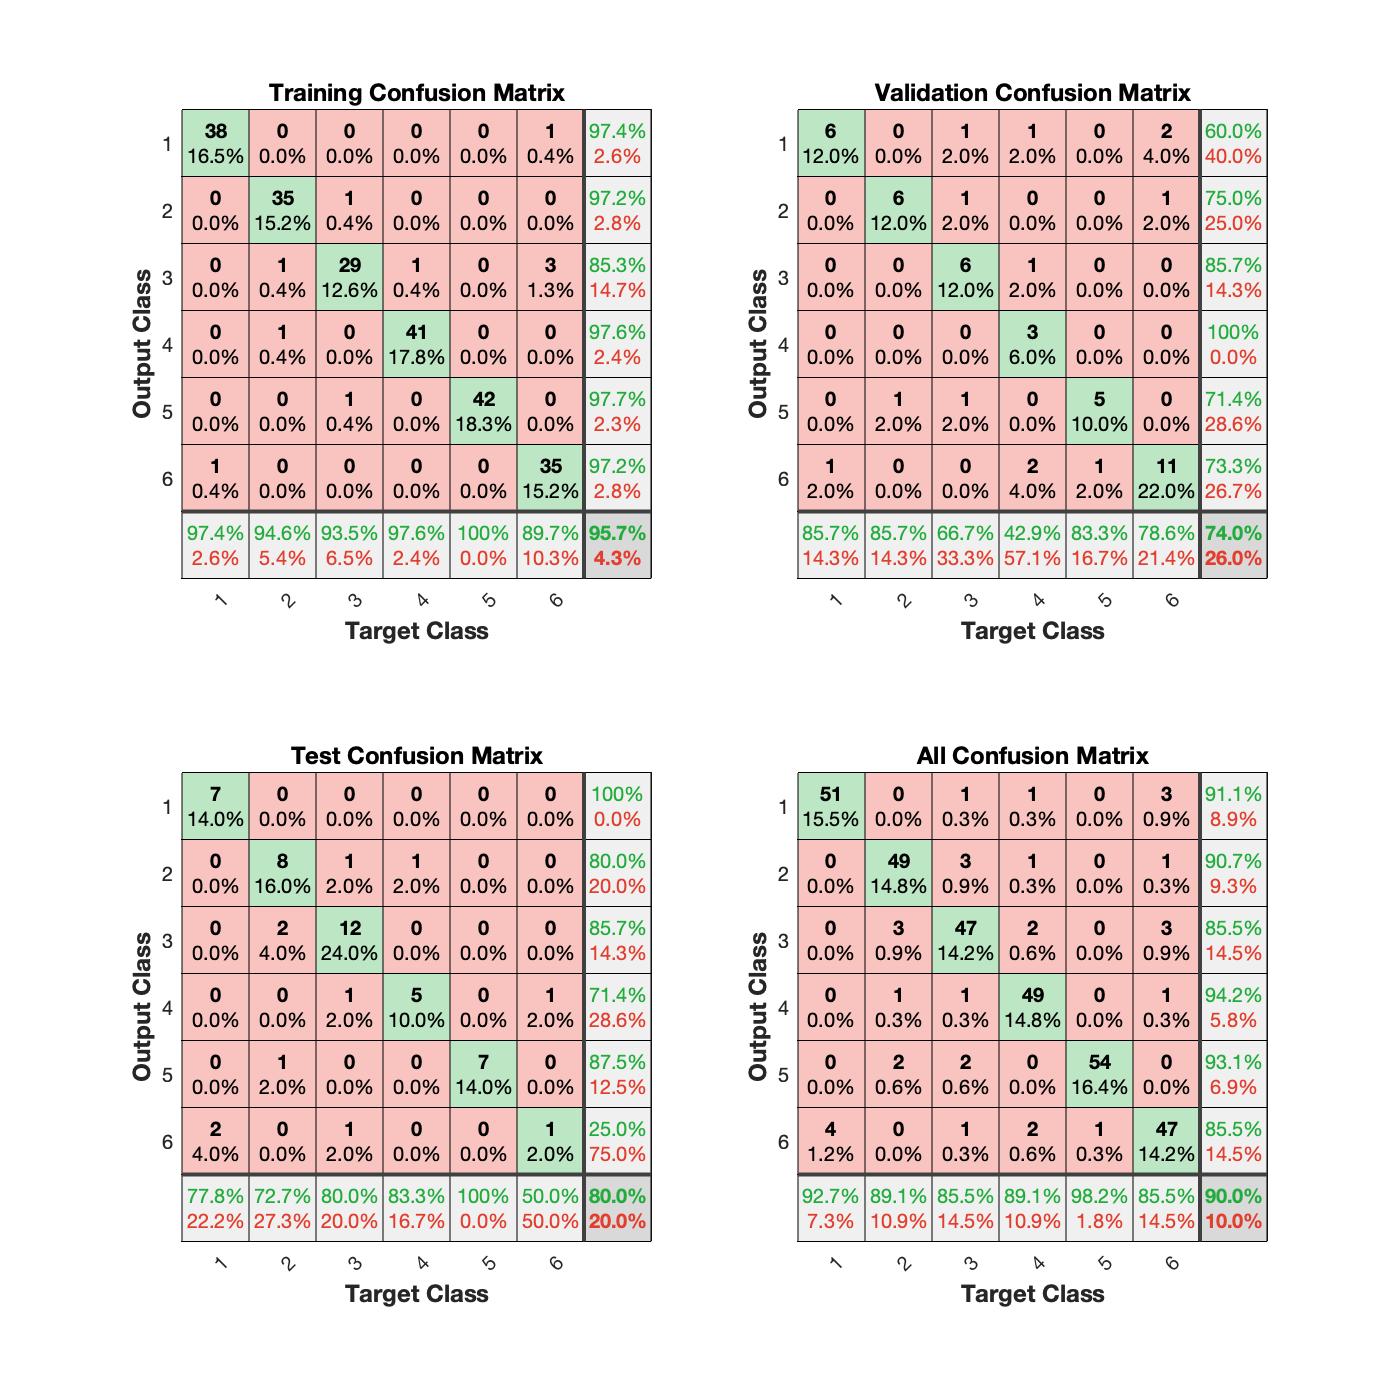 Training Confusion Matrix
1 38 0 0 0 0 1 97.4%
16.5% 0.0% 0.0% 0.0% 0.0% 0.4% 2.6%
2 0 35 1 0 0 0 97.2%
0.0% 15.2% 0.4% 0.0% 0.0% 0.0% 2.8%
3 0 1 29 1 0 3 85.3%
0.0% 0.4% 12.6% 0.4% 0.0% 1.3% 14.7%
4 0 1 0 41 0 0 97.6%
0.0% 0.4% 0.0% 17.8% 0.0% 0.0% 2.4%
5 0 0 1 0 42 0 97.7%
0.0% 0.0% 0.4% 0.0% 18.3% 0.0% 2.3%
6 1 0 0 0 0 35 97.2%
0.4% 0.0% 0.0% 0.0% 0.0% 15.2% 2.8%
97.4% 94.6% 93.5% 97.6% 100% 89.7% 95.7%
2.6% 5.4% 6.5% 2.4% 0.0% 10.3% 4.3%
1 2 3 4 5 6
Target Class
Output Class
Validation Confusion Matrix
1 6 0 1 1 0 2 60.0%
12.0% 0.0% 2.0% 2.0% 0.0% 4.0% 40.0%
2 0 6 1 0 0 1 75.0%
0.0% 12.0% 2.0% 0.0% 0.0% 2.0% 25.0%
3 0 0 6 1 0 0 85.7%
0.0% 0.0% 12.0% 2.0% 0.0% 0.0% 14.3%
4 0 0 0 3 0 0 100%
0.0% 0.0% 0.0% 6.0% 0.0% 0.0% 0.0%
5 0 1 1 0 5 0 71.4%
0.0% 2.0% 2.0% 0.0% 10.0% 0.0% 28.6%
6 1 0 0 2 1 11 73.3%
2.0% 0.0% 0.0% 4.0% 2.0% 22.0% 26.7%
85.7% 85.7% 66.7% 42.9% 83.3% 78.6% 74.0%
14.3% 14.3% 33.3% 57.1% 16.7% 21.4% 26.0%
1 2 3 4 5 6
Target Class
Output Class
Test Confusion Matrix
1 7 0 0 0 0 0 100%
14.0% 0.0% 0.0% 0.0% 0.0% 0.0% 0.0%
2 0 8 1 1 0 0 80.0%
0.0% 16.0% 2.0% 2.0% 0.0% 0.0% 20.0%
3 0 2 12 0 0 0 85.7%
0.0% 4.0% 24.0% 0.0% 0.0% 0.0% 14.3%
4 0 0 1 5 0 1 71.4%
0.0% 0.0% 2.0% 10.0% 0.0% 2.0% 28.6%
5 0 1 0 0 7 0 87.5%
0.0% 2.0% 0.0% 0.0% 14.0% 0.0% 12.5%
6 2 0 1 0 0 1 25.0%
4.0% 0.0% 2.0% 0.0% 0.0% 2.0% 75.0%
77.8% 72.7% 80.0% 83.3% 100% 50.0% 80.0%
22.2% 27.3% 20.0% 16.7% 0.0% 50.0% 20.0%
1 2 3 4 5 6
Target Class
Output Class
All Confusion Matrix
1 51 0 1 1 0 3 91.1%
15.5% 0.0% 0.3% 0.3% 0.0% 0.9% 8.9%
2 0 49 3 1 0 1 90.7%
0.0% 14.8% 0.9% 0.3% 0.0% 0.3% 9.3%
3 0 3 47 2 0 3 85.5%
0.0% 0.9% 14.2% 0.6% 0.0% 0.9% 14.5%
4 0 1 1 49 0 1 94.2%
0.0% 0.3% 0.3% 14.8% 0.0% 0.3% 5.8%
5 0 2 2 0 54 0 93.1%
0.0% 0.6% 0.6% 0.0% 16.4% 0.0% 6.9%
6 4 0 1 2 1 47 85.5%
1.2% 0.0% 0.3% 0.6% 0.3% 14.2% 14.5%
92.7% 89.1% 85.5% 89.1% 98.2% 85.5% 90.0%
7.3% 10.9% 14.5% 10.9% 1.8% 14.5% 10.0%
1 2 3 4 5 6
Target Class
Output Class